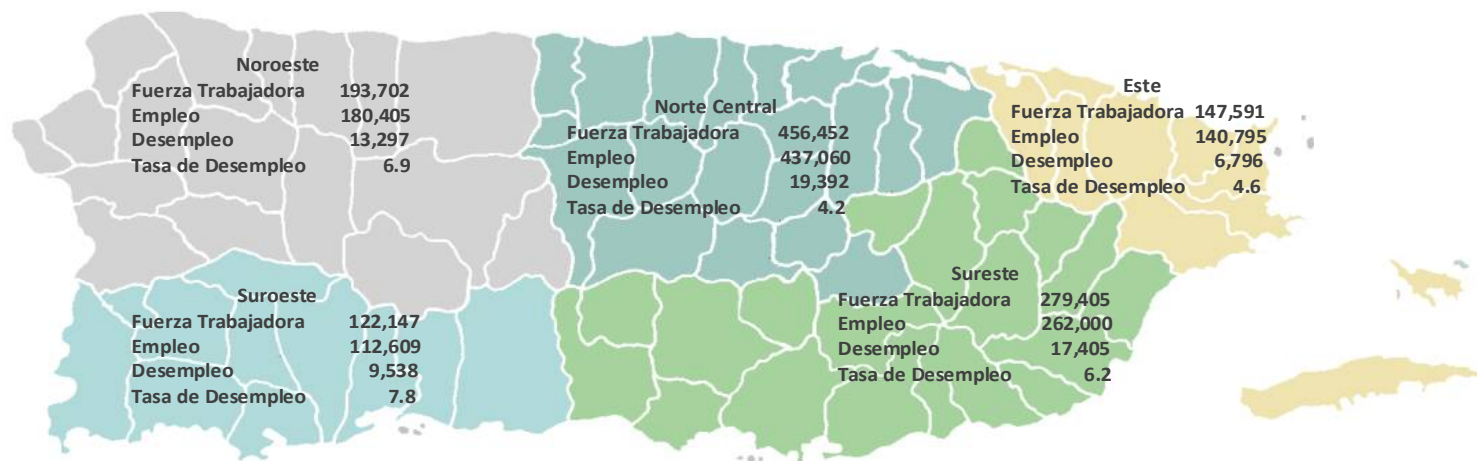 Noroeste
Fuerza Trabajadora 193,702
Empleo 180,405
Desempleo 13,297
Tasa de Desempleo 6.9
Norte Central
Fuerza Trabajadora 456,452
Empleo 437,060
Desempleo 19,392
Tasa de Desempleo 4.2
Este
Fuerza Trabajadora 147,591
Empleo 140,795
Desempleo 6,796
Tasa de Desempleo 4.6
Suroeste
Fuerza Trabajadora 122,147
Empleo 112,609
Desempleo 9,538
Tasa de Desempleo 7.8
Sureste
Fuerza Trabajadora 279,405
Empleo 262,000
Desempleo 17,405
Tasa de Desempleo 6.2